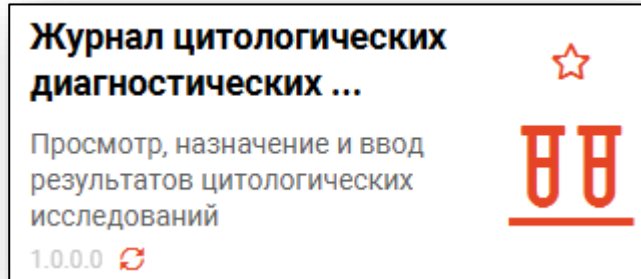 Журнал цитологических
диагностических ...
Просмотр, назначение и ввод
результатов цитологических
исследований
1.0.0.0